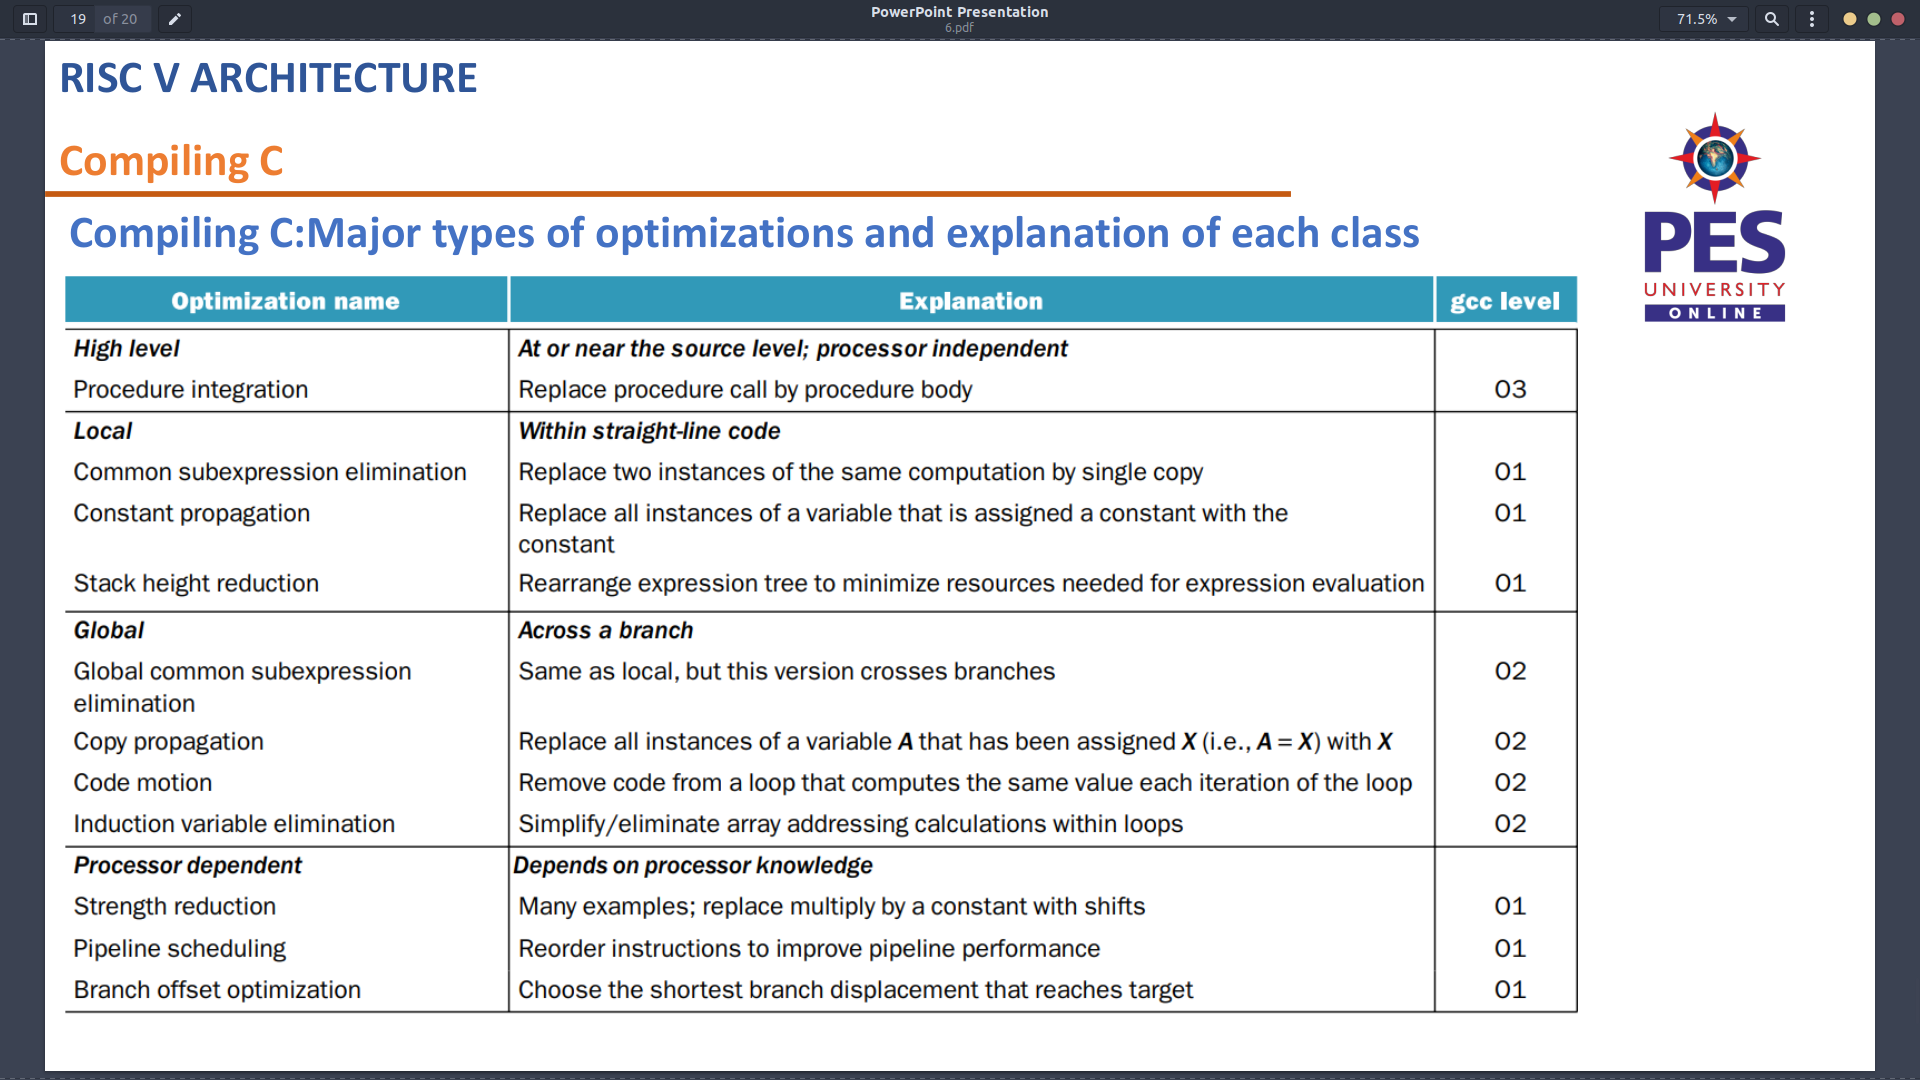 19 of 20
PowerPoint Presentation
6.pdf
71.5%
RISC V ARCHITECTURE
Compiling C
Compiling C:Major types of optimizations and explanation of each class
PES
UNIVERSITY
ONLINE
Optimization name Explanation gcc level
High level At or near the source level; processor independent
Procedure integration Replace procedure call by procedure body O3
Local Within straight-line code
Common subexpression elimination Replace two instances of the same computation by single copy O1
Constant propagation Replace all instances of a variable that is assigned a constant with the O1
constant
Stack height reduction Rearrange expression tree to minimize resources needed for expression evaluation O1
Global Across a branch
Global common subexpression Same as local, but this version crosses branches O2
elimination
Copy propagation Replace all instances of a variable A that has been assigned X (i.e., A = X) with X O2
Code motion Remove code from a loop that computes the same value each iteration of the loop O2
Induction variable elimination Simplify/eliminate array addressing calculations within loops O2
Processor dependent Depends on processor knowledge
Strength reduction Many examples; replace multiply by a constant with shifts O1
Pipeline scheduling Reorder instructions to improve pipeline performance O1
Branch offset optimization Choose the shortest branch displacement that reaches target O1